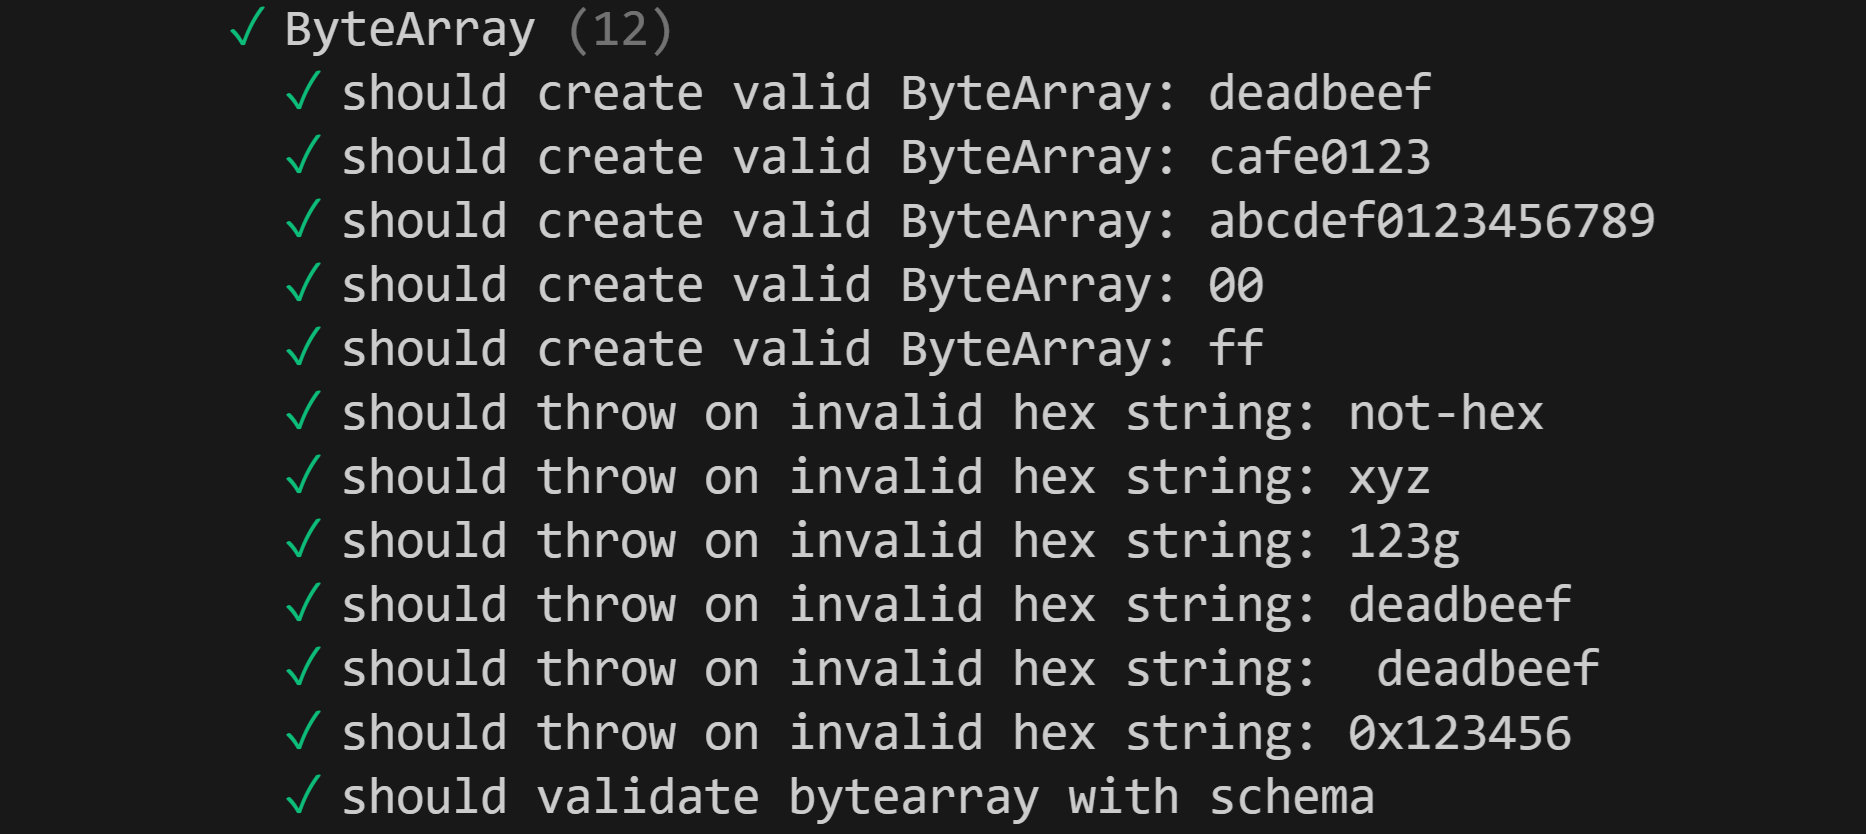 ✓ ByteArray (12)
✓ should create valid ByteArray: deadbeef
✓ should create valid ByteArray: cafe0123
✓ should create valid ByteArray: abcdef0123456789
✓ should create valid ByteArray: 00
✓ should create valid ByteArray: ff
✓ should throw on invalid hex string: not-hex
✓ should throw on invalid hex string: xyz
✓ should throw on invalid hex string: 123g
✓ should throw on invalid hex string: deadbeef
✓ should throw on invalid hex string:  deadbeef
✓ should throw on invalid hex string: 0x123456
✓ should validate bytearray with schema